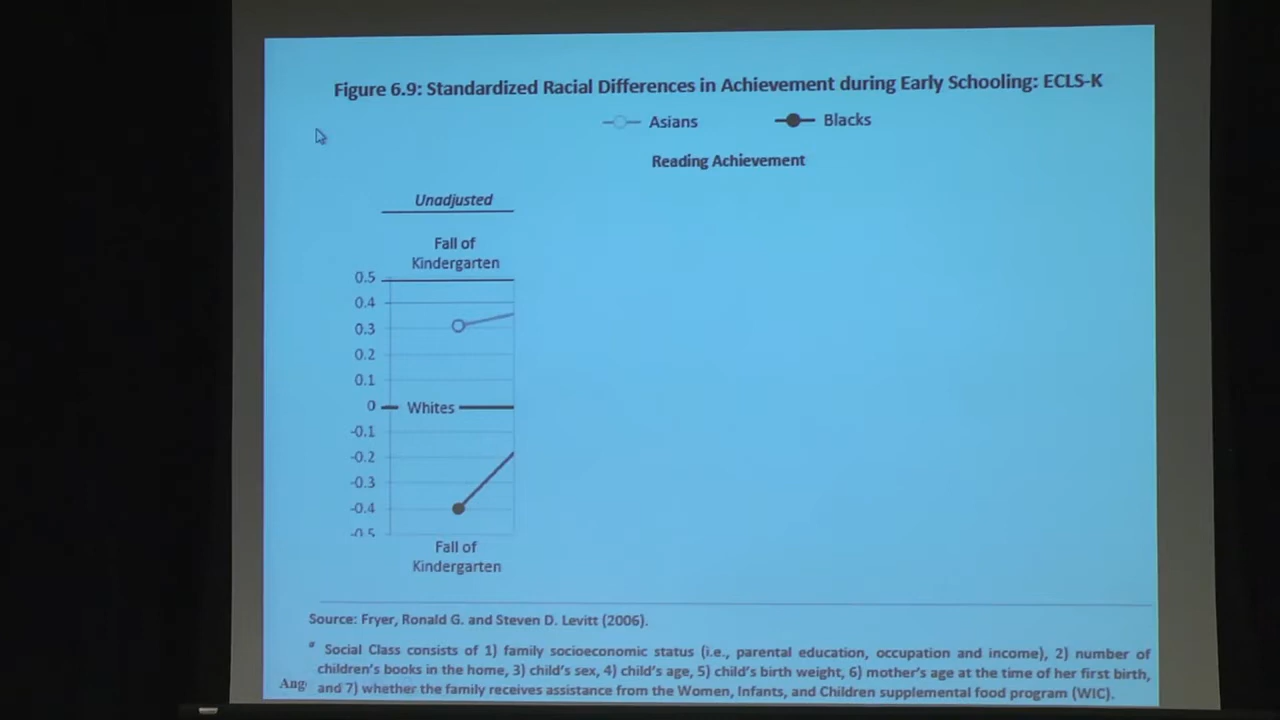 Figure 6.9: Standardized Racial Differences in Achievement during Early Schooling: ECLS-K
Asians
Blacks
Reading Achievement
Unadjusted
Fall of
Kindergarten
0.5
0.4
0.3
0.2
0.1
0
Whites
-0.1
-0.2
-0.3
-0.4
-0.5
Fall of
Kindergarten
Source: Fryer, Ronald G. and Steven D. Levitt (2006).
a Social Class consists of 1) family socioeconomic status (i.e., parental education, occupation and income), 2) number of
children's books in the home, 3) child's sex, 4) child's age, 5) child's birth weight, 6) mother's age at the time of her first birth,
Ang and 7) whether the family receives assistance from the Women, Infants, and Children supplemental food program (WIC).